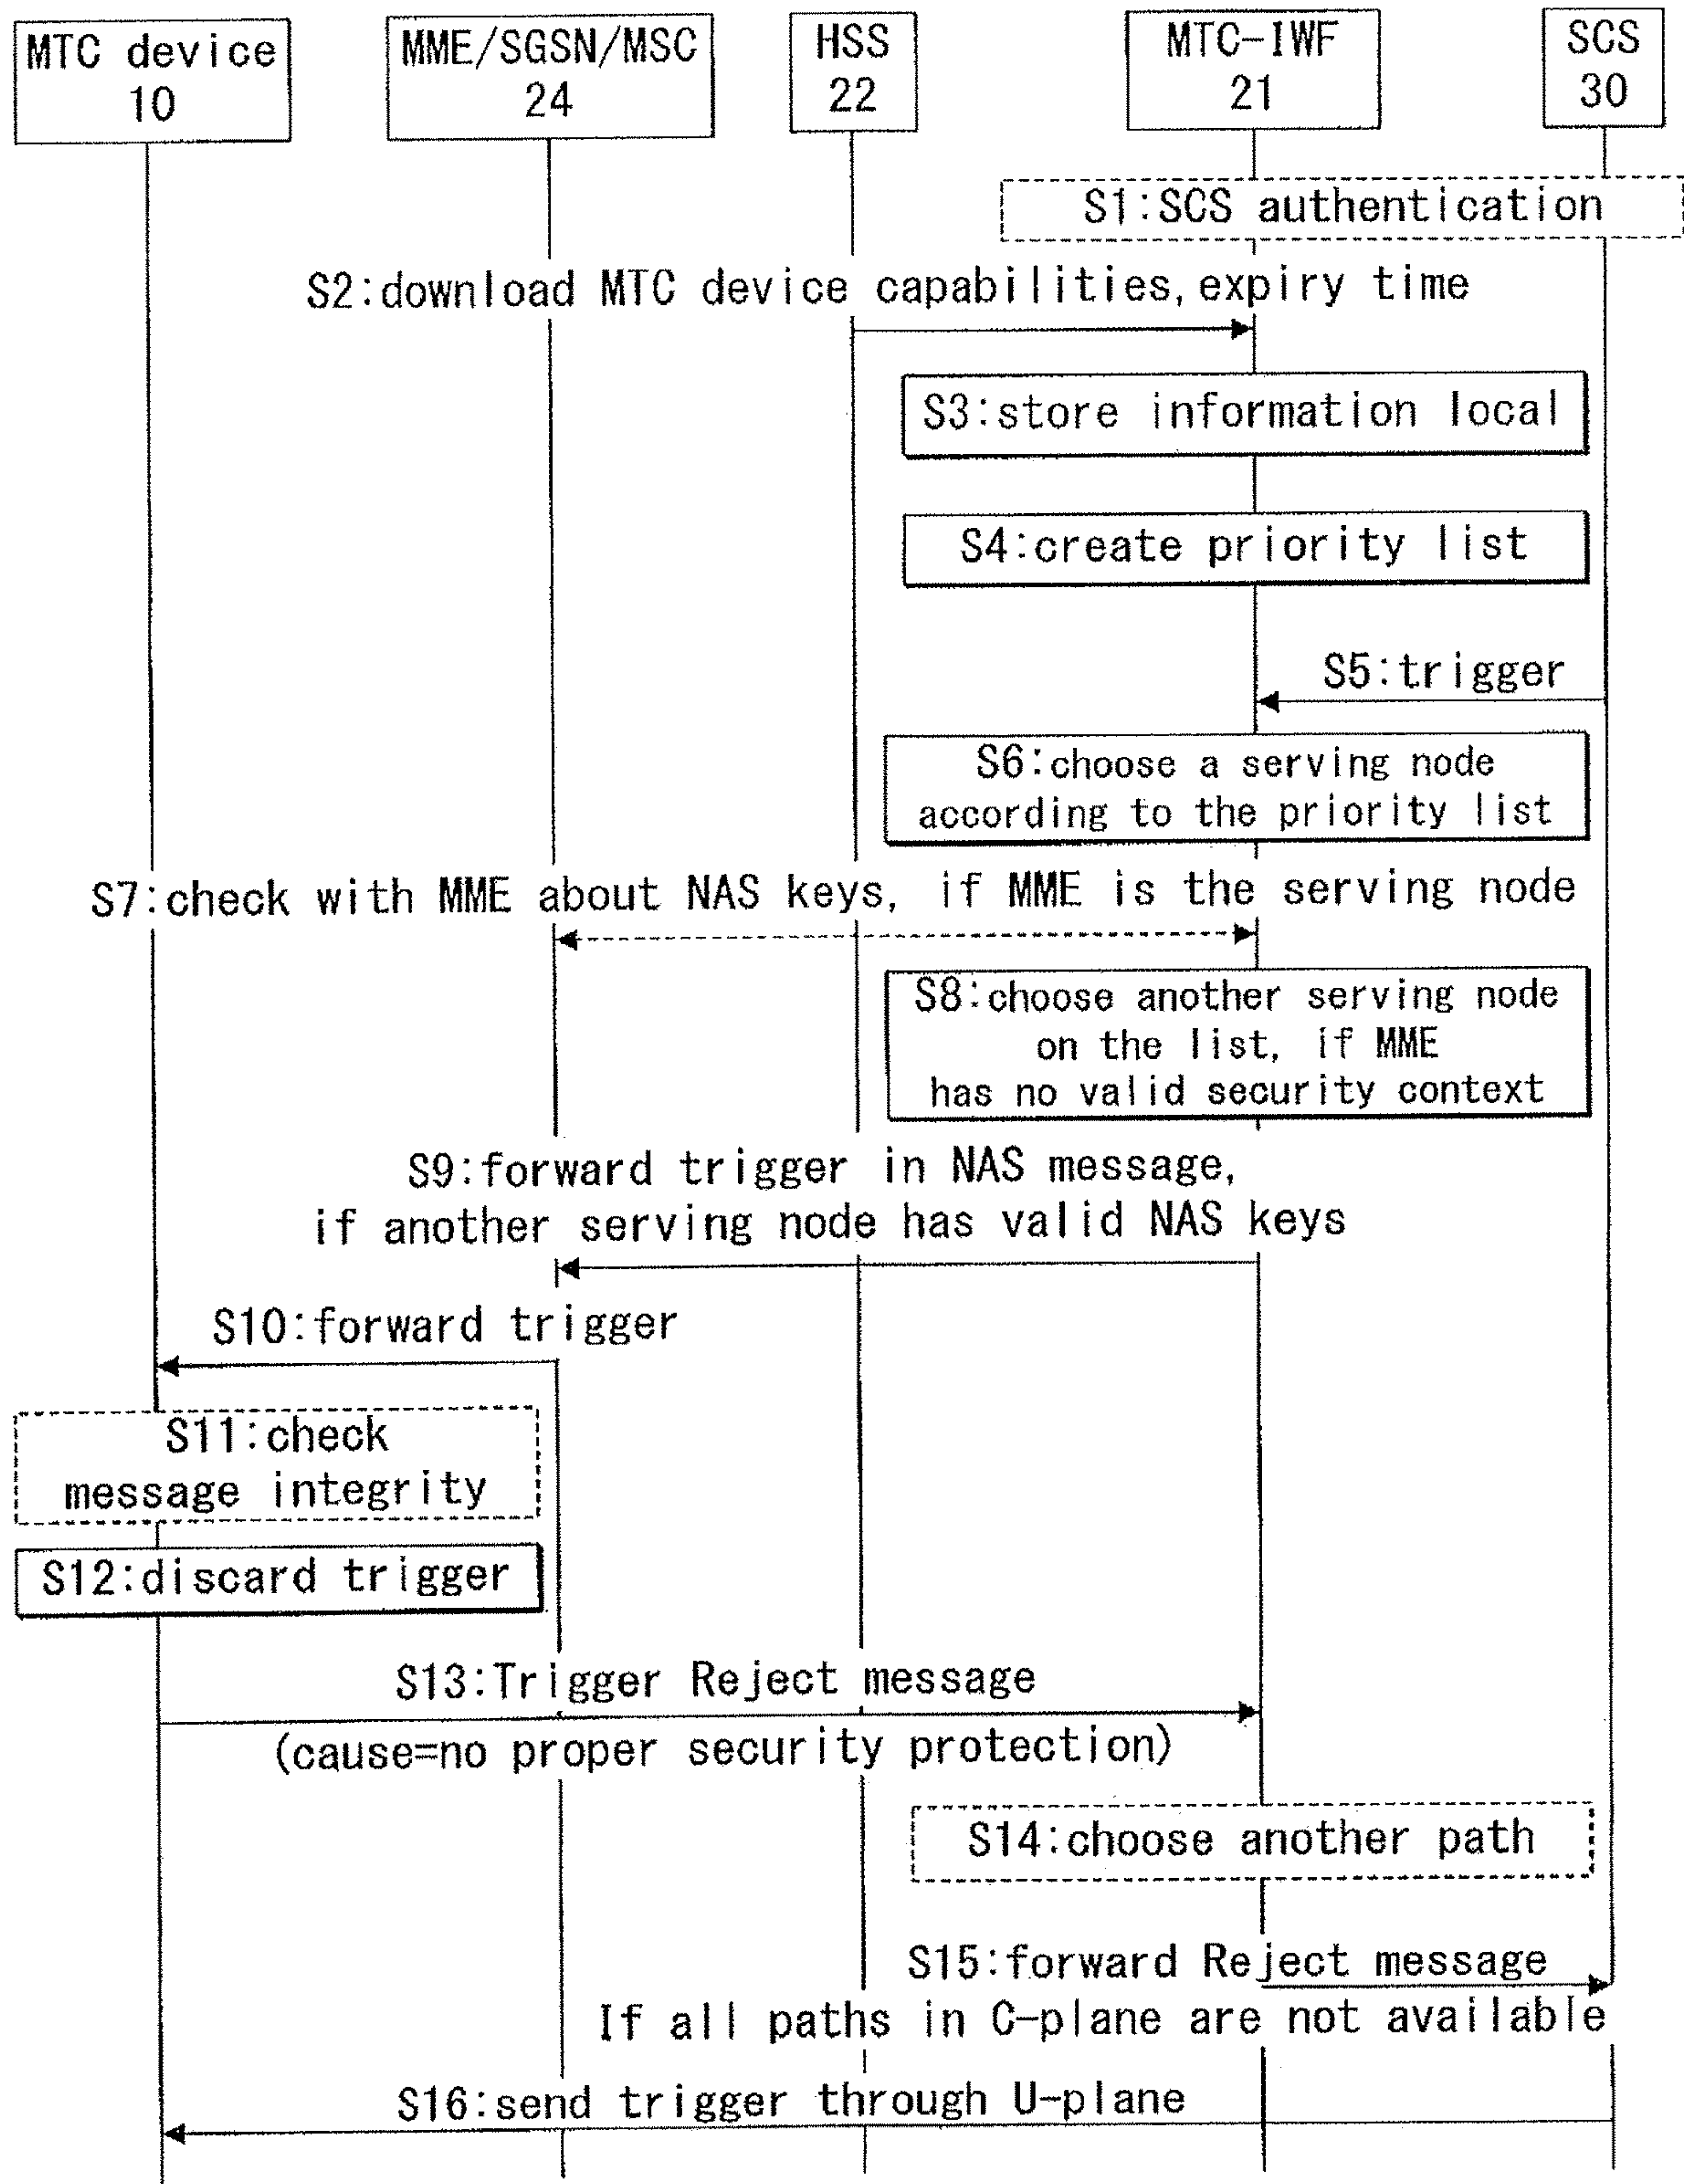 MTC device
10
MME/SGSN/MSC
24
HSS
22
MTC-IWF
21
SCS
30
S1:SCS authentication
S2:download MTC device capabilities,expiry time
S3:store information local
S4:create priority list
S5:trigger
S6:choose a serving node
according to the priority list
S7:check with MME about NAS keys, if MME is the serving node
S8:choose another serving node
on the list, if MME
has no valid security context
S9:forward trigger in NAS message,
if another serving node has valid NAS keys
S10:forward trigger
S11:check
message integrity
S12:discard trigger
S13:Trigger Reject message
(cause=no proper security protection)
S14:choose another path
S15:forward Reject message
If all paths in C-plane are not available
S16:send trigger through U-plane